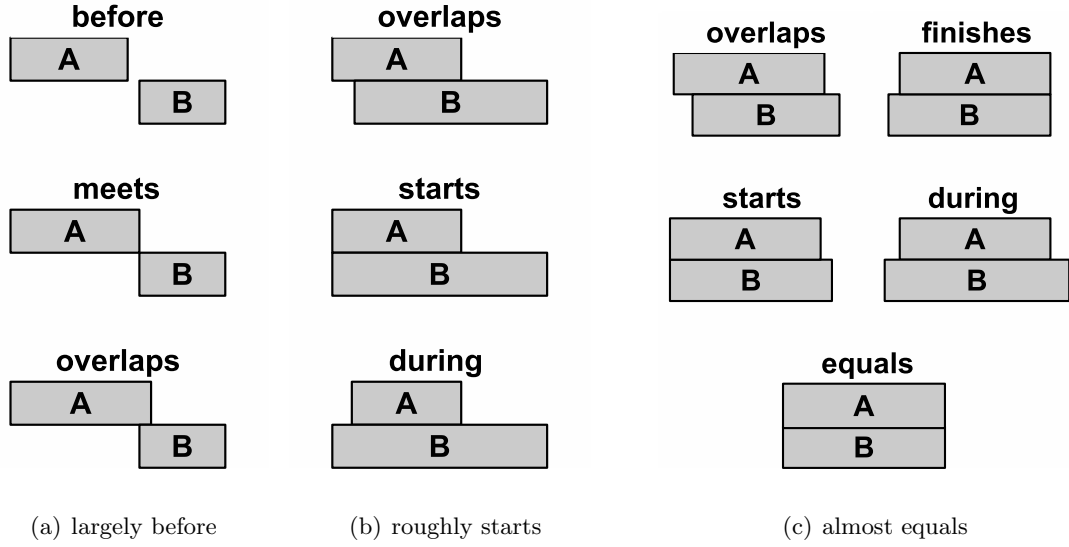 before
A
B
meets
A
B
overlaps
A
B
(a) largely before
overlaps
A
B
starts
A
B
during
A
B
(b) roughly starts
overlaps
A
B
finishes
A
B
starts
A
B
during
A
B
equals
A
B
(c) almost equals